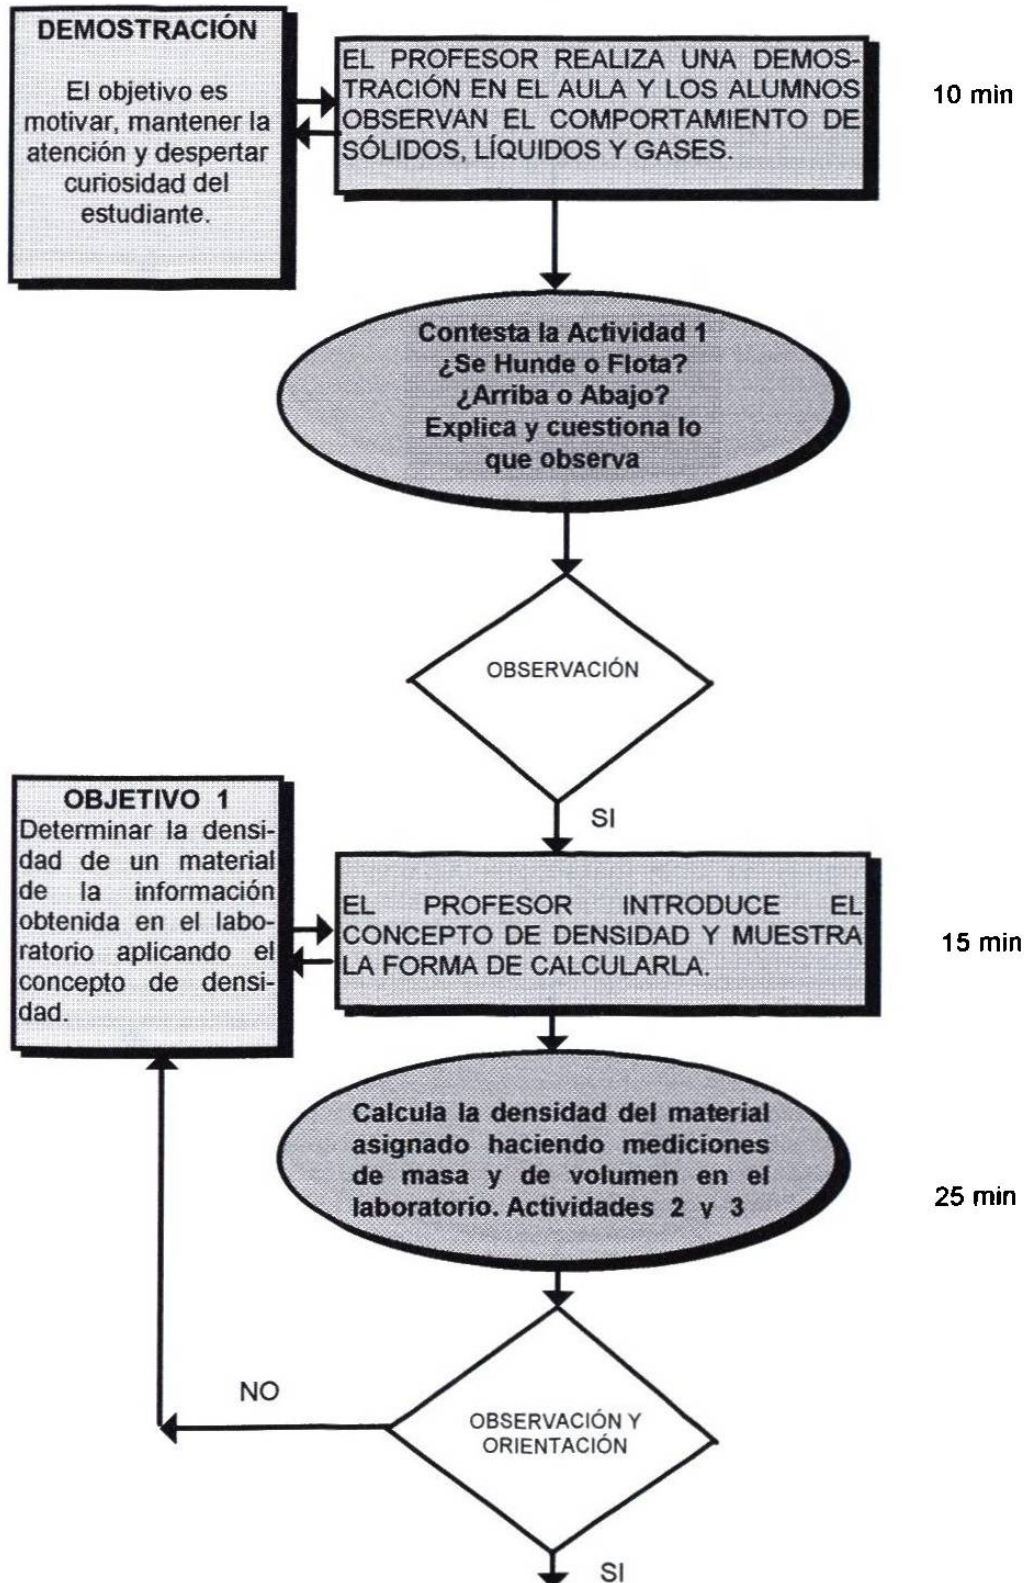 DEMOSTRACIÓN
El objetivo es
motivar, mantener la
atención y despertar
curiosidad del
estudiante.
EL PROFESOR REALIZA UNA DEMOS-
TRACIÓN EN EL AULA Y LOS ALUMNOS
OBSERVAN EL COMPORTAMIENTO DE
SÓLIDOS, LÍQUIDOS Y GASES.
10 min
Contesta la Actividad 1
¿Se Hunde o Flota?
¿Arriba o Abajo?
Explica y cuestiona lo
que observa
OBSERVACIÓN
SI
OBJETIVO 1
Determinar la densi-
dad de un material
de la información
obtenida en el labo-
ratorio aplicando el
concepto de densi-
dad.
EL PROFESOR INTRODUCE EL
CONCEPTO DE DENSIDAD Y MUESTRA
LA FORMA DE CALCULARLA.
15 min
Calcula la densidad del material
asignado haciendo mediciones
de masa y de volumen en el
laboratorio. Actividades 2 y 3
25 min
NO
OBSERVACIÓN Y
ORIENTACIÓN
SI